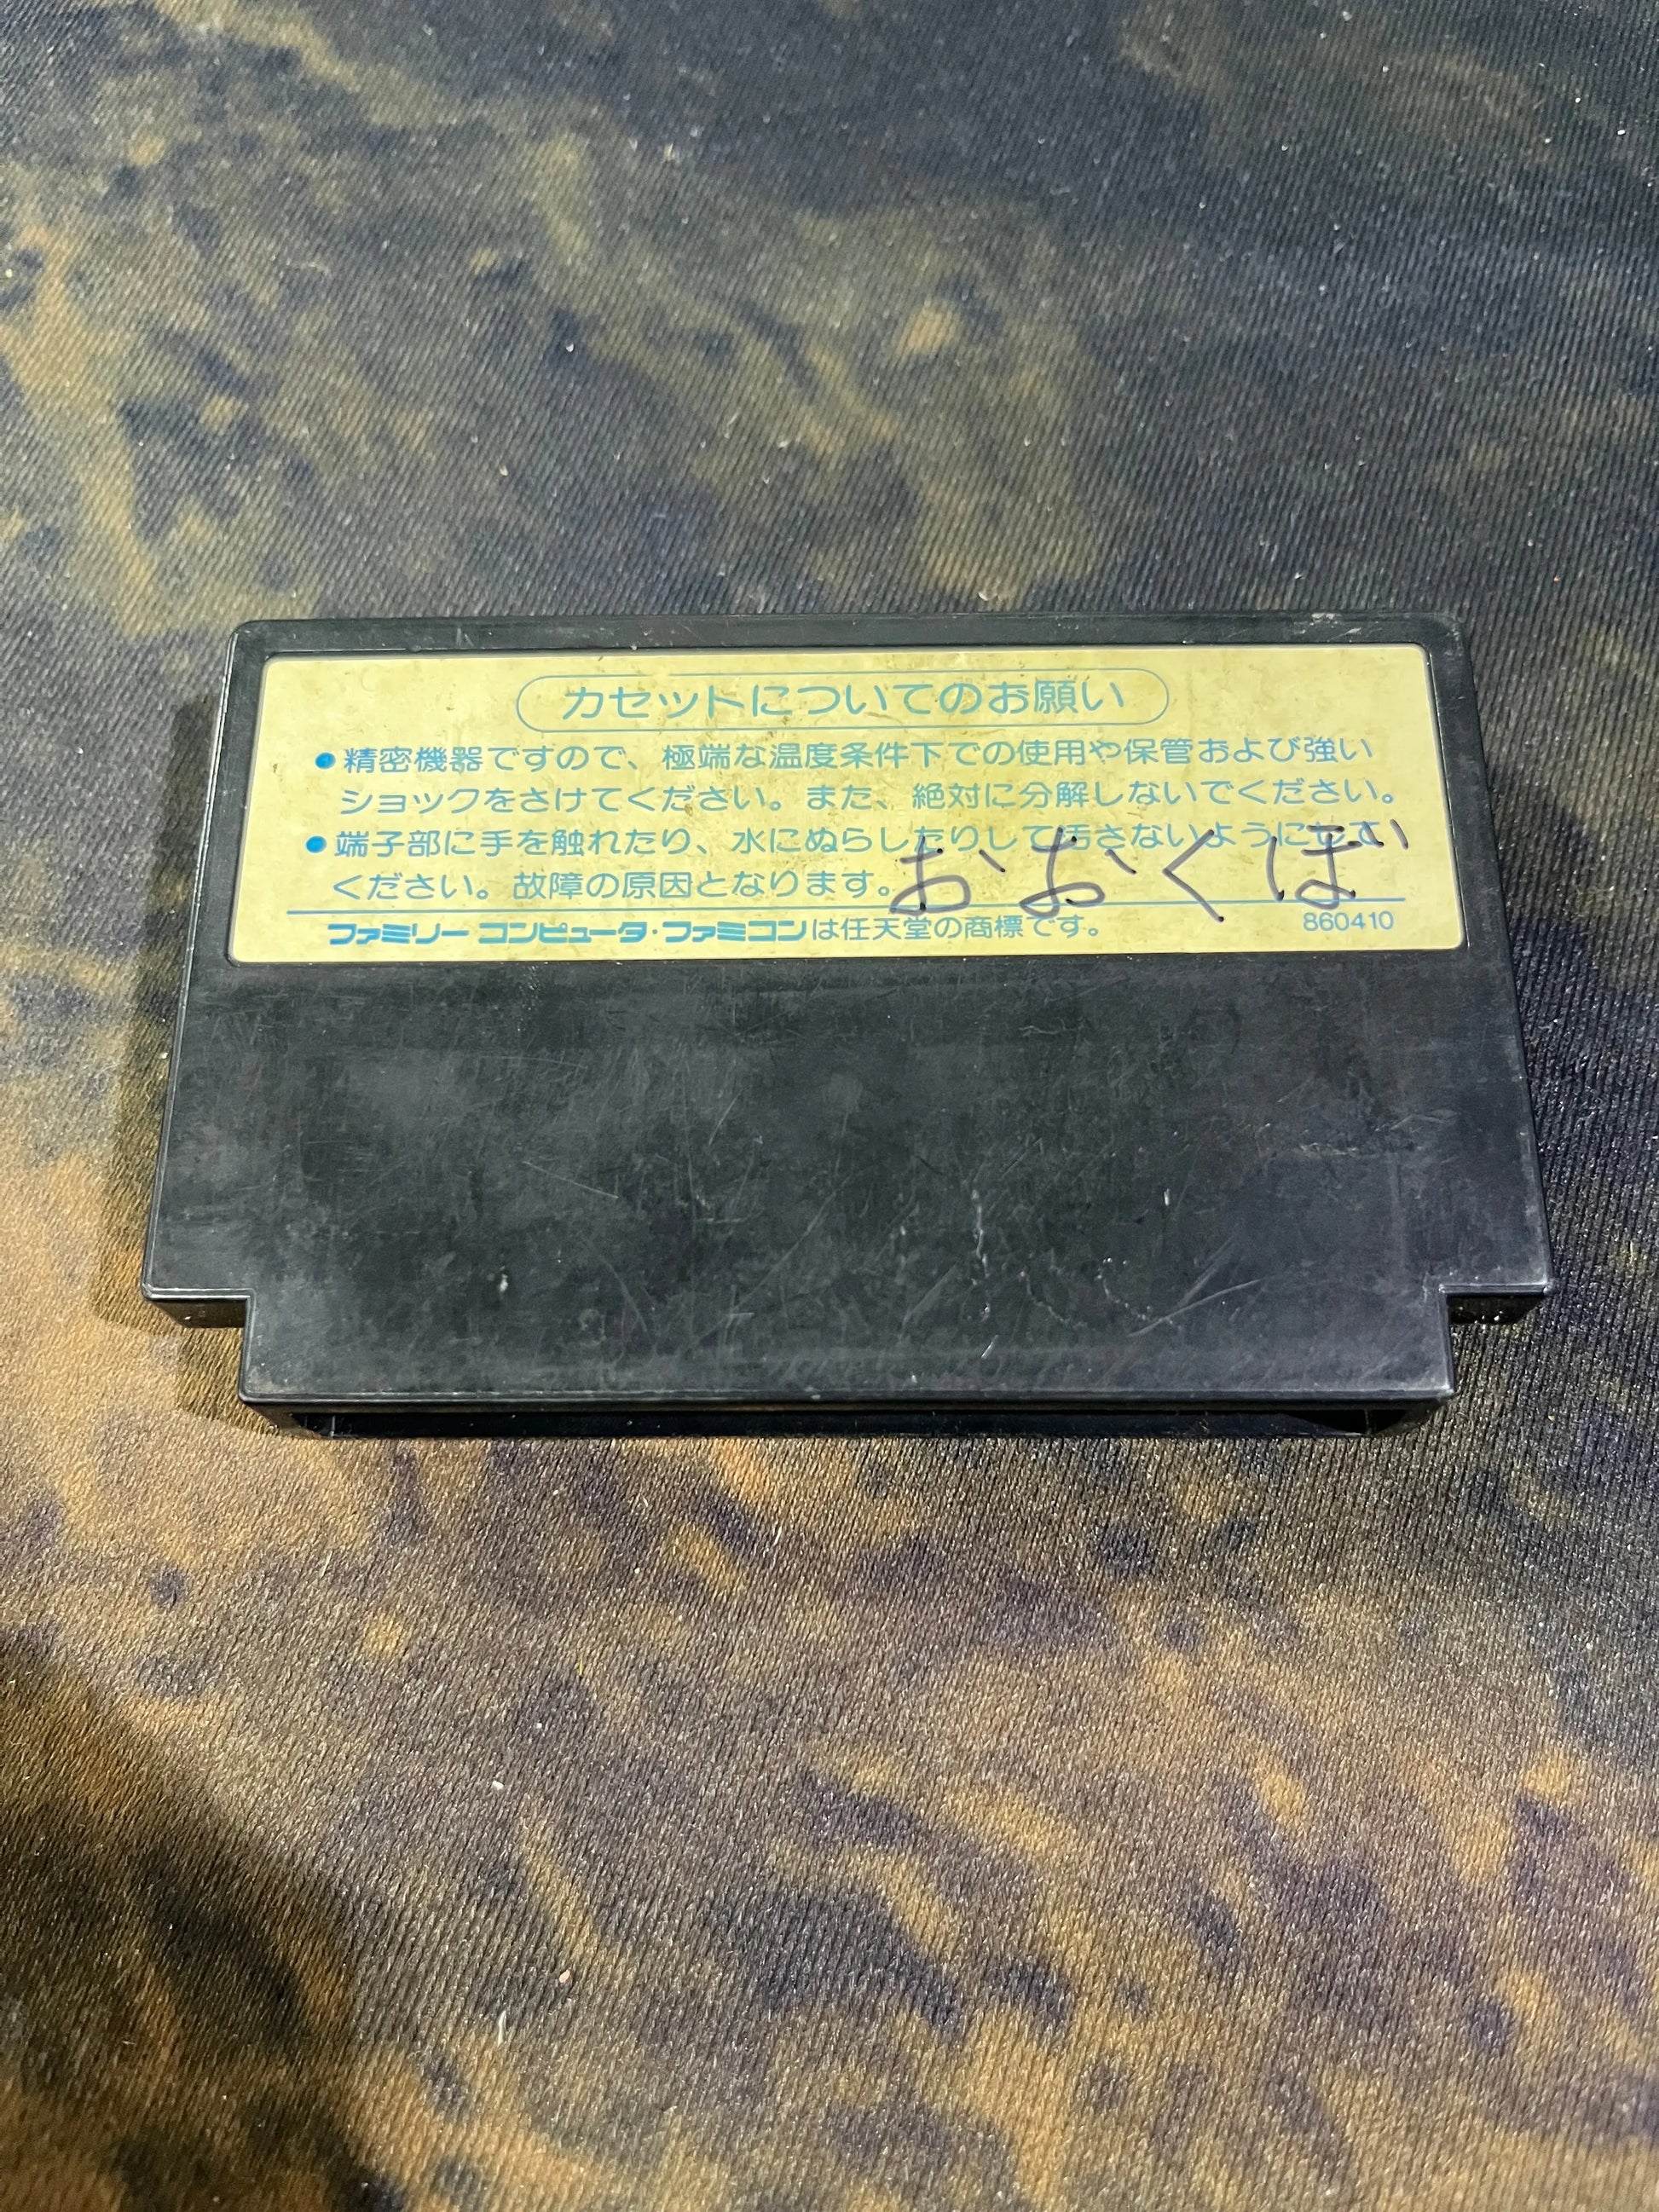 カセットについてのお願い
●精密機器ですので、極端な温度条件下での使用や保管および強い
ショックをさけてください。また、絶対に分解しないでください。
●端子部に手を触れたり、水にぬらしたりして汚さないようにして
ください。故障の原因となります。
おおくぼ
ファミリーコンピュータ・ファミコンは任天堂の商標です。
860410